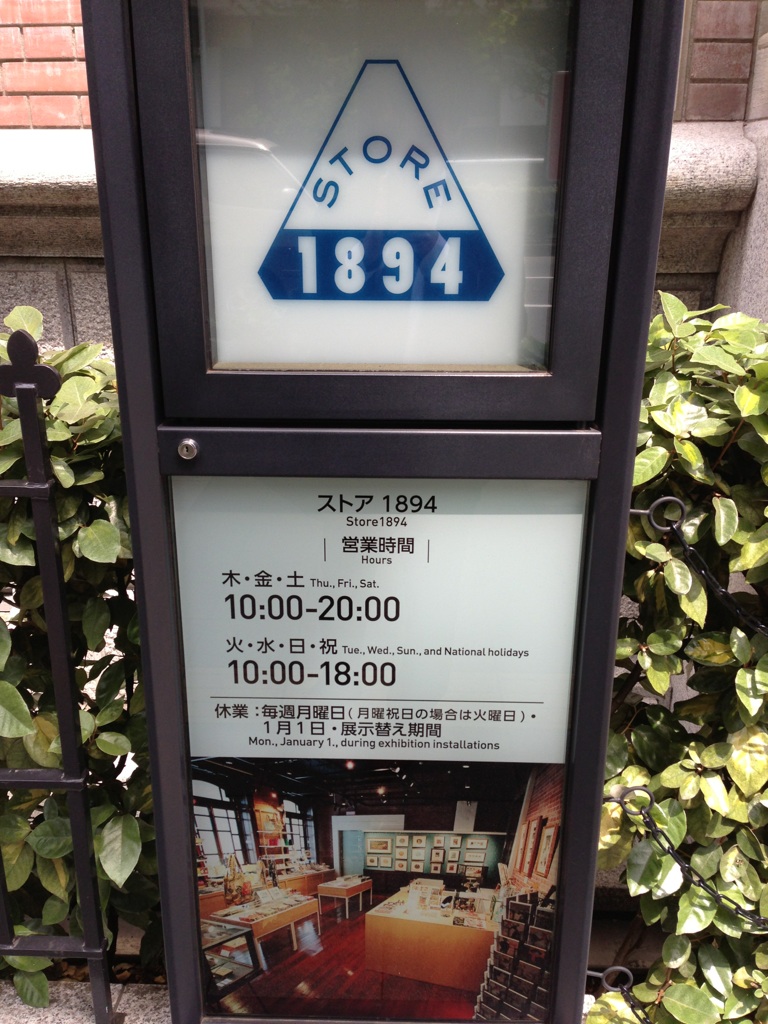 STORE
1894
ストア 1894
Store1894
営業時間
Hours
木・金・土 Thu., Fri., Sat.
10:00-20:00
火・水・日・祝 Tue., Wed., Sun., and National holidays
10:00-18:00
休業：毎週月曜日(月曜祝日の場合は火曜日)・
1月1日・展示替え期間
Mon., January 1., during exhibition installations